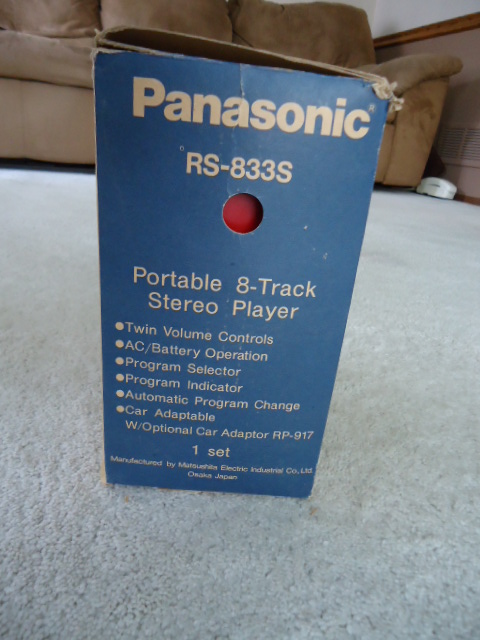 Panasonic
RS-833S
Portable 8-Track
Stereo Player
●Twin Volume Controls
●AC/Battery Operation
●Program Selector
●Program Indicator
●Automatic Program Change
●Car Adaptable
W/Optional Car Adaptor RP-917
1 set
Manufactured by Matsushita Electric Industrial Co., Ltd.
Osaka Japan